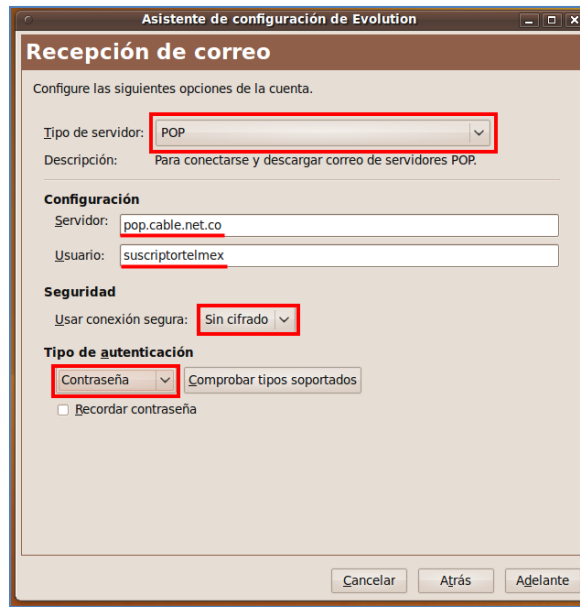 Asistente de configuración de Evolution
Recepción de correo
Configure las siguientes opciones de la cuenta.
Tipo de servidor: POP
Descripción: Para conectarse y descargar correo de servidores POP.
Configuración
Servidor: pop.cable.net.co
Usuario: suscriptortelmex
Seguridad
Usar conexión segura: Sin cifrado
Tipo de autenticación
Contraseña Comprobar tipos soportados
Recordar contraseña
Cancelar Atrás Adelante